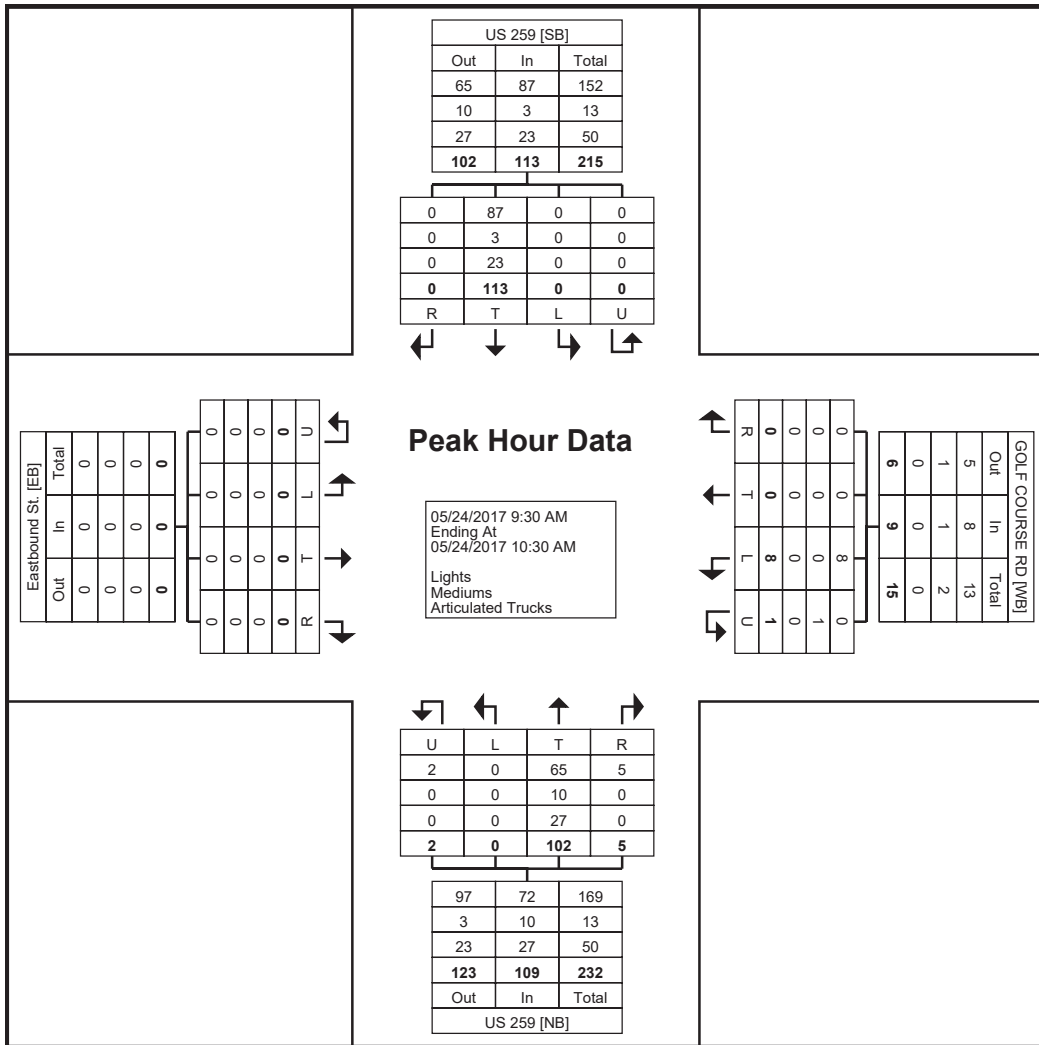 US 259 [SB]
Out In Total
65 87 152
10 3 13
27 23 50
102 113 215
0 87 0 0
0 3 0 0
0 23 0 0
0 113 0 0
R T L U
Eastbound St. [EB]
Out In Total
0 0 0
0 0 0
0 0 0
0 0 0
0 0 0 0
0 0 0 0
0 0 0 0
0 0 0 0
R T L U
Peak Hour Data
05/24/2017 9:30 AM
Ending At
05/24/2017 10:30 AM
Lights
Mediums
Articulated Trucks
GOLF COURSE RD [WB]
Out In Total
5 8 13
1 1 2
0 0 0
6 9 15
0 0 8 0
0 0 0 1
0 0 0 0
0 0 8 1
R T L U
U L T R
2 0 65 5
0 0 10 0
0 0 27 0
2 0 102 5
97 72 169
3 10 13
23 27 50
123 109 232
Out In Total
US 259 [NB]